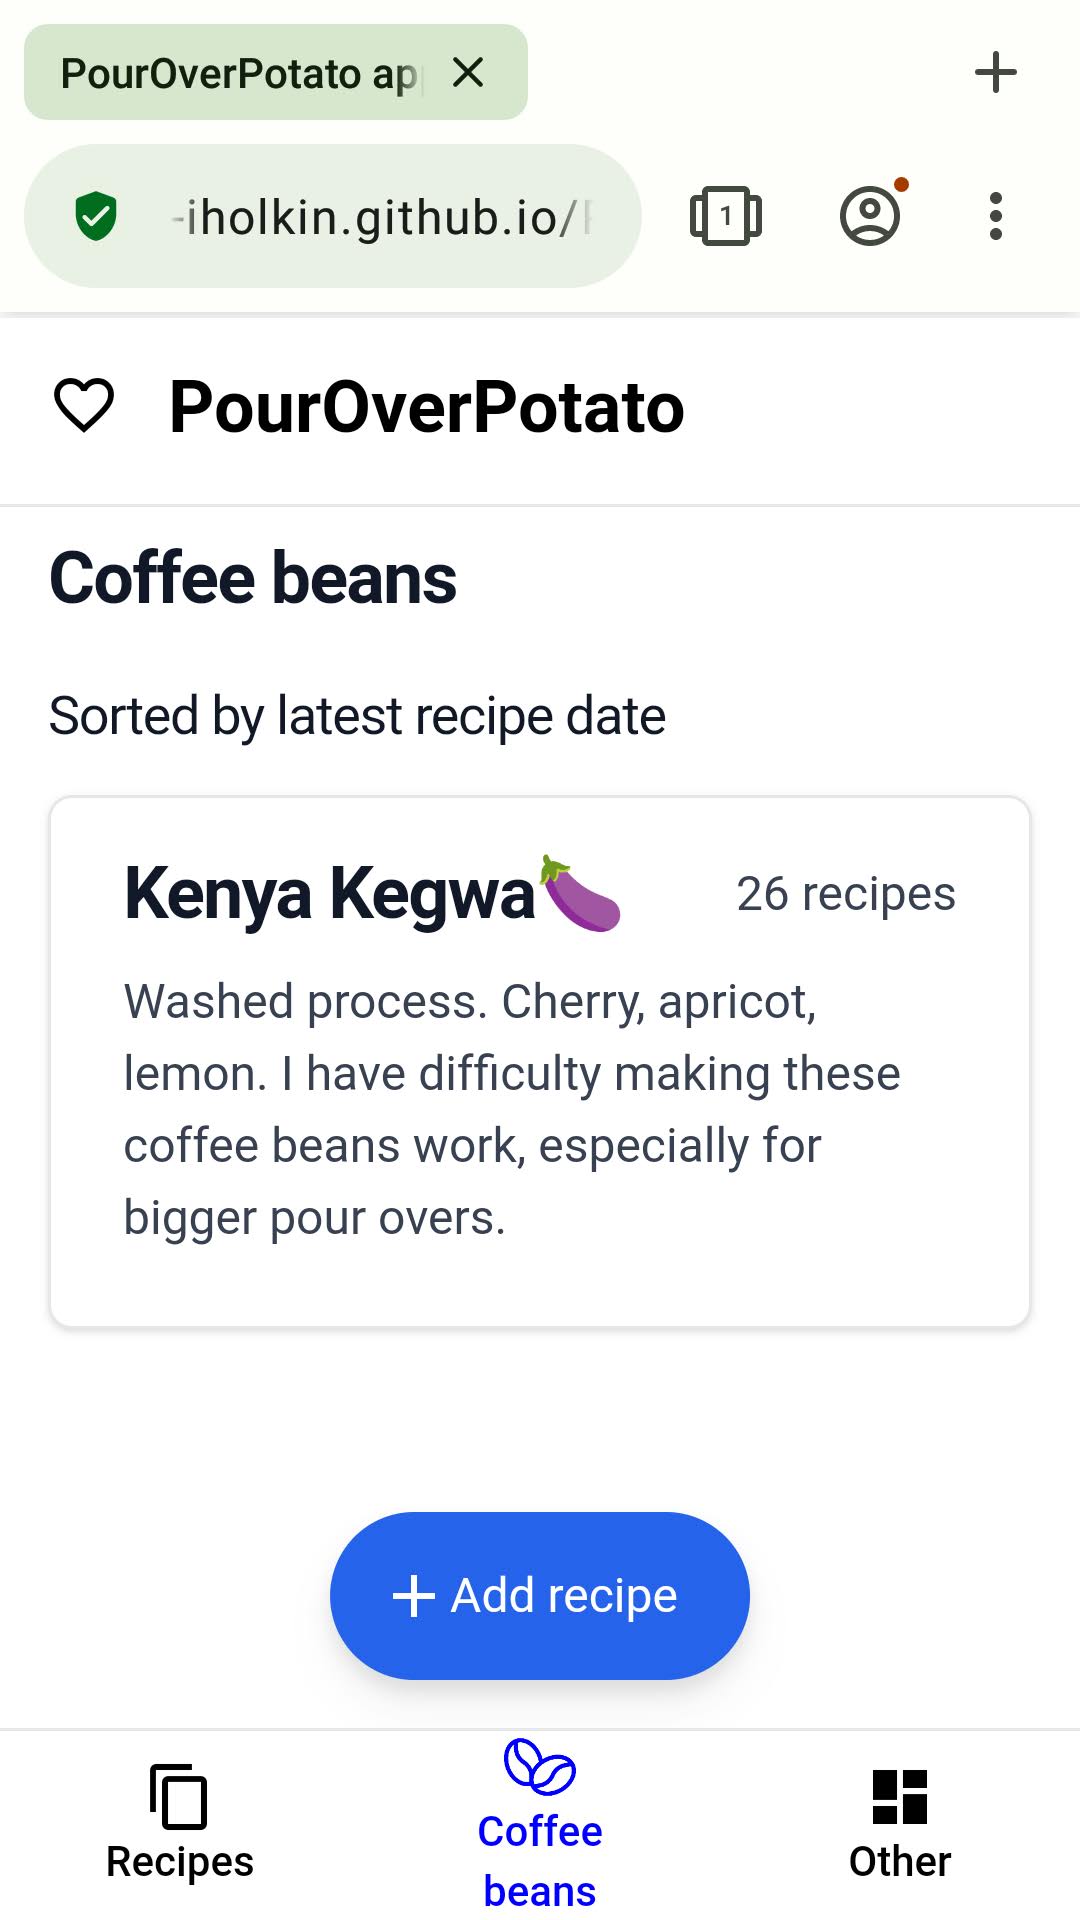 PourOverPotato ap
-iholkin.github.io/
1
PourOverPotato
Coffee beans
Sorted by latest recipe date
Kenya Kegwa🍆
26 recipes
Washed process. Cherry, apricot,
lemon. I have difficulty making these
coffee beans work, especially for
bigger pour overs.
Add recipe
Recipes
Coffee
beans
Other